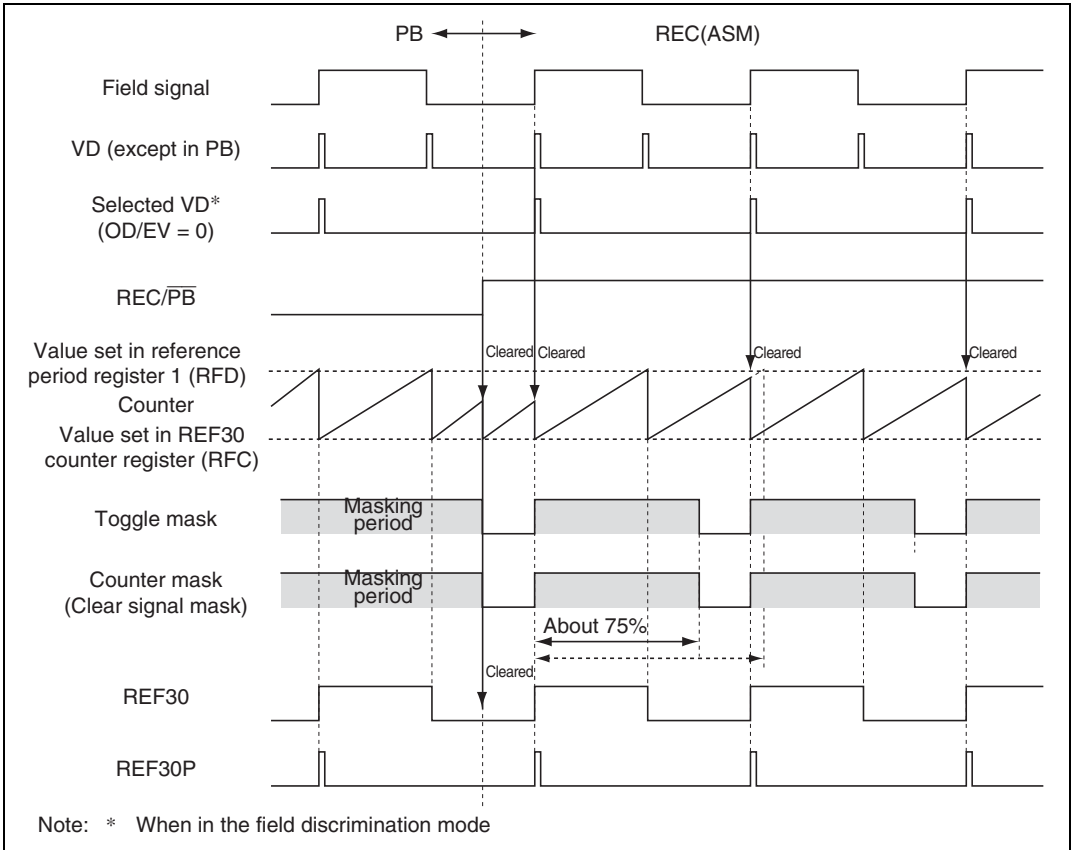 PB REC(ASM)
Field signal
VD (except in PB)
Selected VD*
(OD/EV = 0)
REC/P̅B̅
Value set in reference
period register 1 (RFD)
Cleared Cleared Cleared Cleared
Counter
Value set in REF30
counter register (RFC)
Toggle mask
Masking
period
Counter mask
(Clear signal mask)
Masking
period
About 75%
Cleared
REF30
REF30P
Note: * When in the field discrimination mode